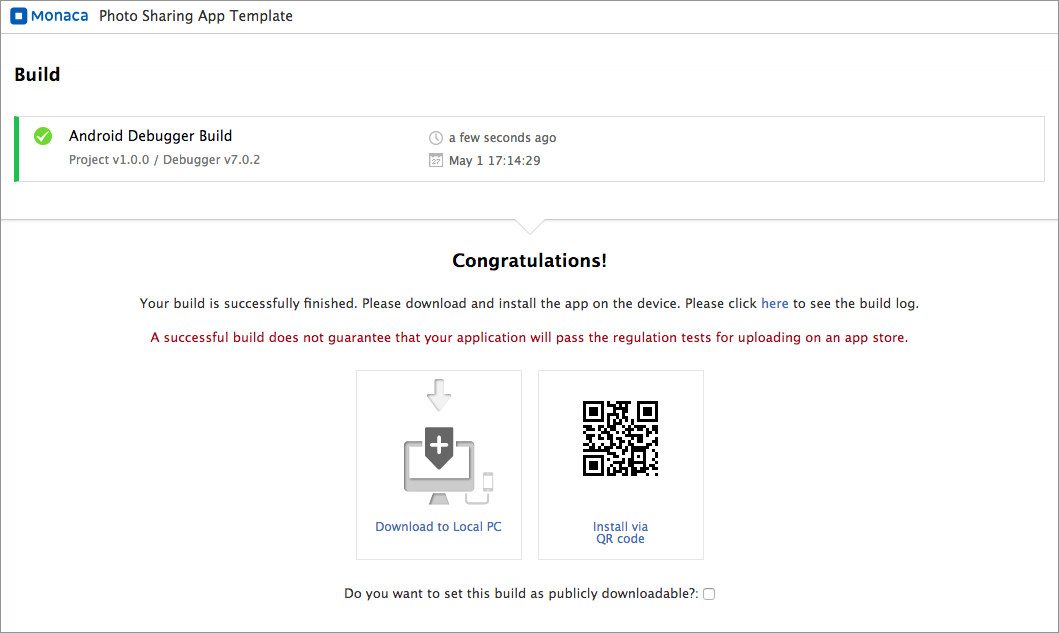 Monaca Photo Sharing App Template
Build
Android Debugger Build
a few seconds ago
Project v1.0.0 / Debugger v7.0.2
27 May 1 17:14:29
Congratulations!
Your build is successfully finished. Please download and install the app on the device. Please click here to see the build log.
A successful build does not guarantee that your application will pass the regulation tests for uploading on an app store.
Download to Local PC
Install via
QR code
Do you want to set this build as publicly downloadable?: